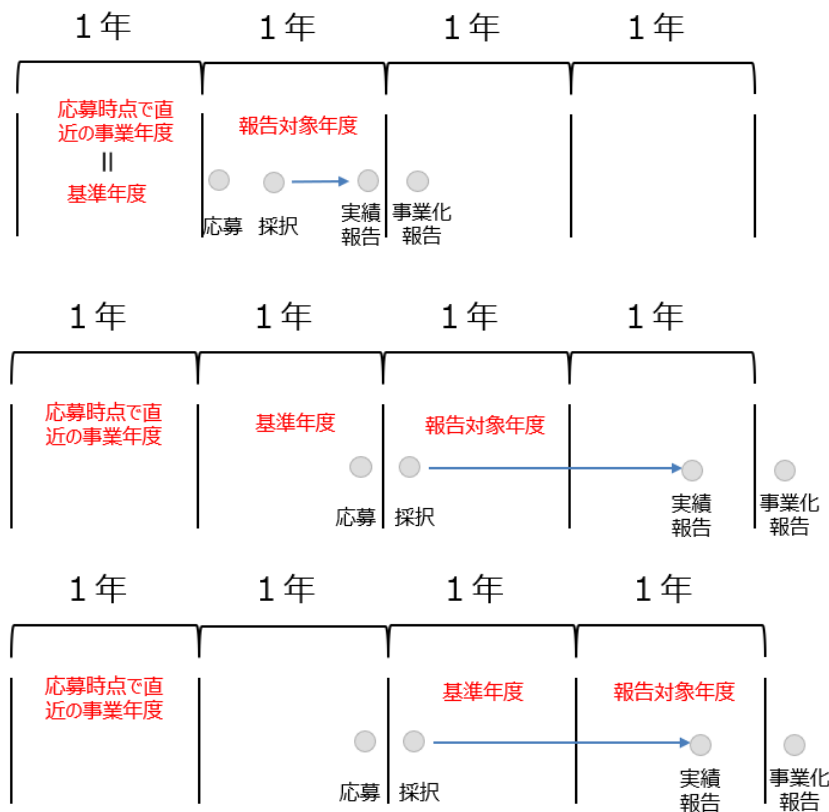 1年 1年 1年 1年
応募時点で直
近の事業年度
=
基準年度
報告対象年度
応募 採択 実績
報告
事業化
報告
1年 1年 1年 1年
応募時点で直
近の事業年度
基準年度
報告対象年度
応募 採択 実績
報告
事業化
報告
1年 1年 1年 1年
応募時点で直
近の事業年度
基準年度
報告対象年度
応募 採択 実績
報告
事業化
報告